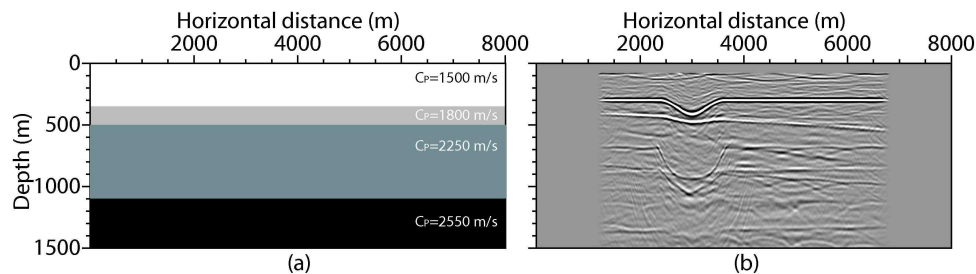 Horizontal distance (m)
2000 4000 6000 8000
Depth (m)
0
500
1000
1500
Cₚ=1500 m/s
Cₚ=1800 m/s
Cₚ=2250 m/s
Cₚ=2550 m/s
(a)
Horizontal distance (m)
2000 4000 6000 8000
(b)